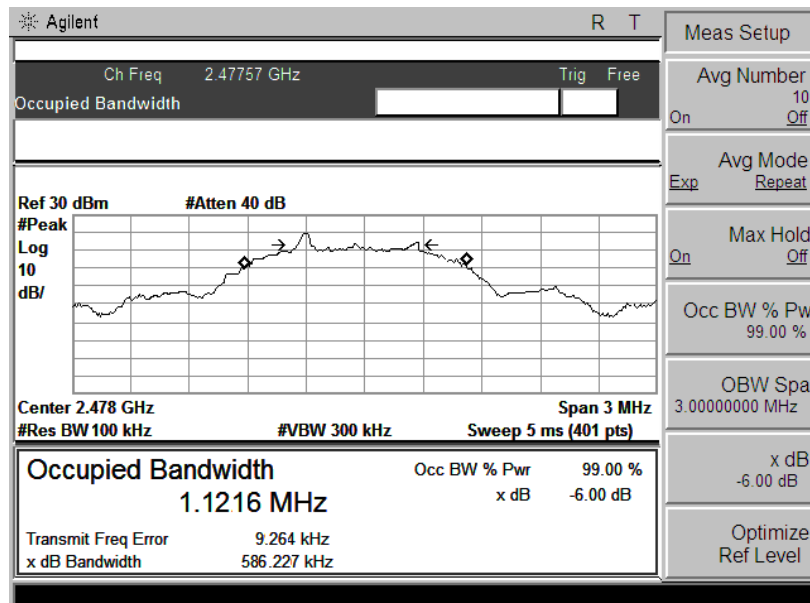 Agilent R T
Ch Freq 2.47757 GHz Trig Free
Occupied Bandwidth
Ref 30 dBm #Atten 40 dB
#Peak
Log
10
dB/
Center 2.478 GHz Span 3 MHz
#Res BW 100 kHz #VBW 300 kHz Sweep 5 ms (401 pts)
Occupied Bandwidth Occ BW % Pwr 99.00 %
1.1216 MHz x dB -6.00 dB
Transmit Freq Error 9.264 kHz
x dB Bandwidth 586.227 kHz
Meas Setup
Avg Number
10
On Off
Avg Mode
Exp Repeat
Max Hold
On Off
Occ BW % Pw
99.00 %
OBW Spa
3.00000000 MHz
x dB
-6.00 dB
Optimize
Ref Level